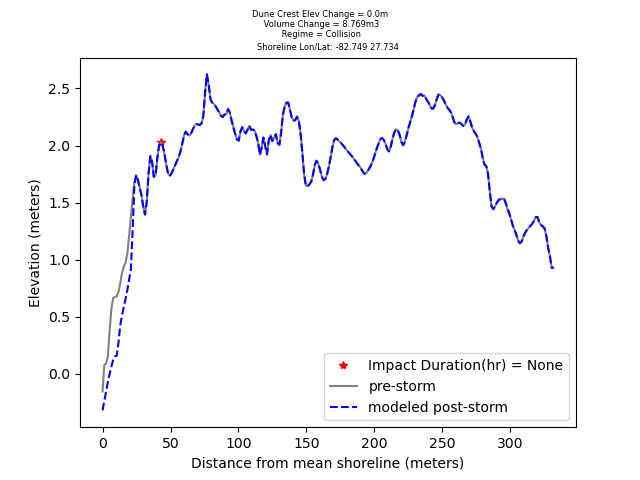 Dune Crest Elev Change = 0.0m
Volume Change = 8.769m3
Regime = Collision
Shoreline Lon/Lat: -82.749 27.734
2.5
2.0
1.5
1.0
0.5
0.0
Elevation (meters)
Impact Duration(hr) = None
pre-storm
modeled post-storm
0 50 100 150 200 250 300
Distance from mean shoreline (meters)